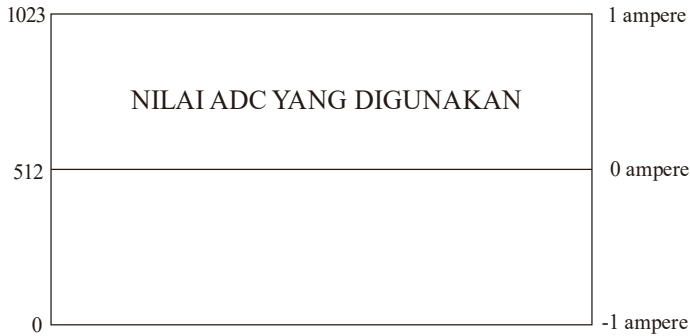 1023
1 ampere
NILAI ADC YANG DIGUNAKAN
512
0 ampere
0
-1 ampere